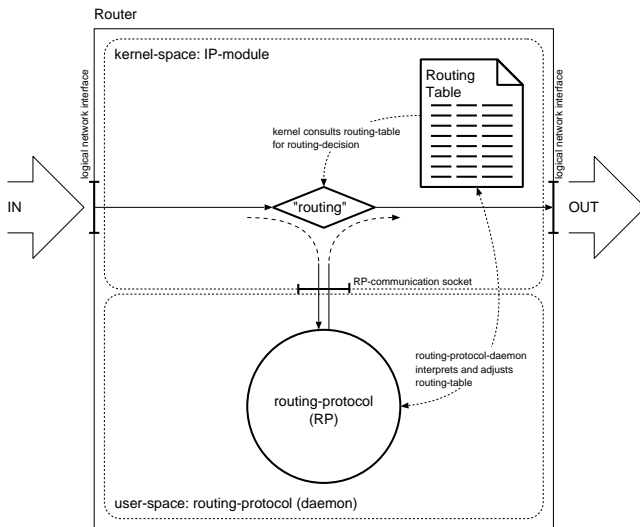 Router
kernel-space: IP-module
Routing
Table
logical network interface
logical network interface
kernel consults routing-table
for routing-decision
IN
"routing"
OUT
RP-communication socket
routing-protocol-daemon
interprets and adjusts
routing-table
routing-protocol
(RP)
user-space: routing-protocol (daemon)